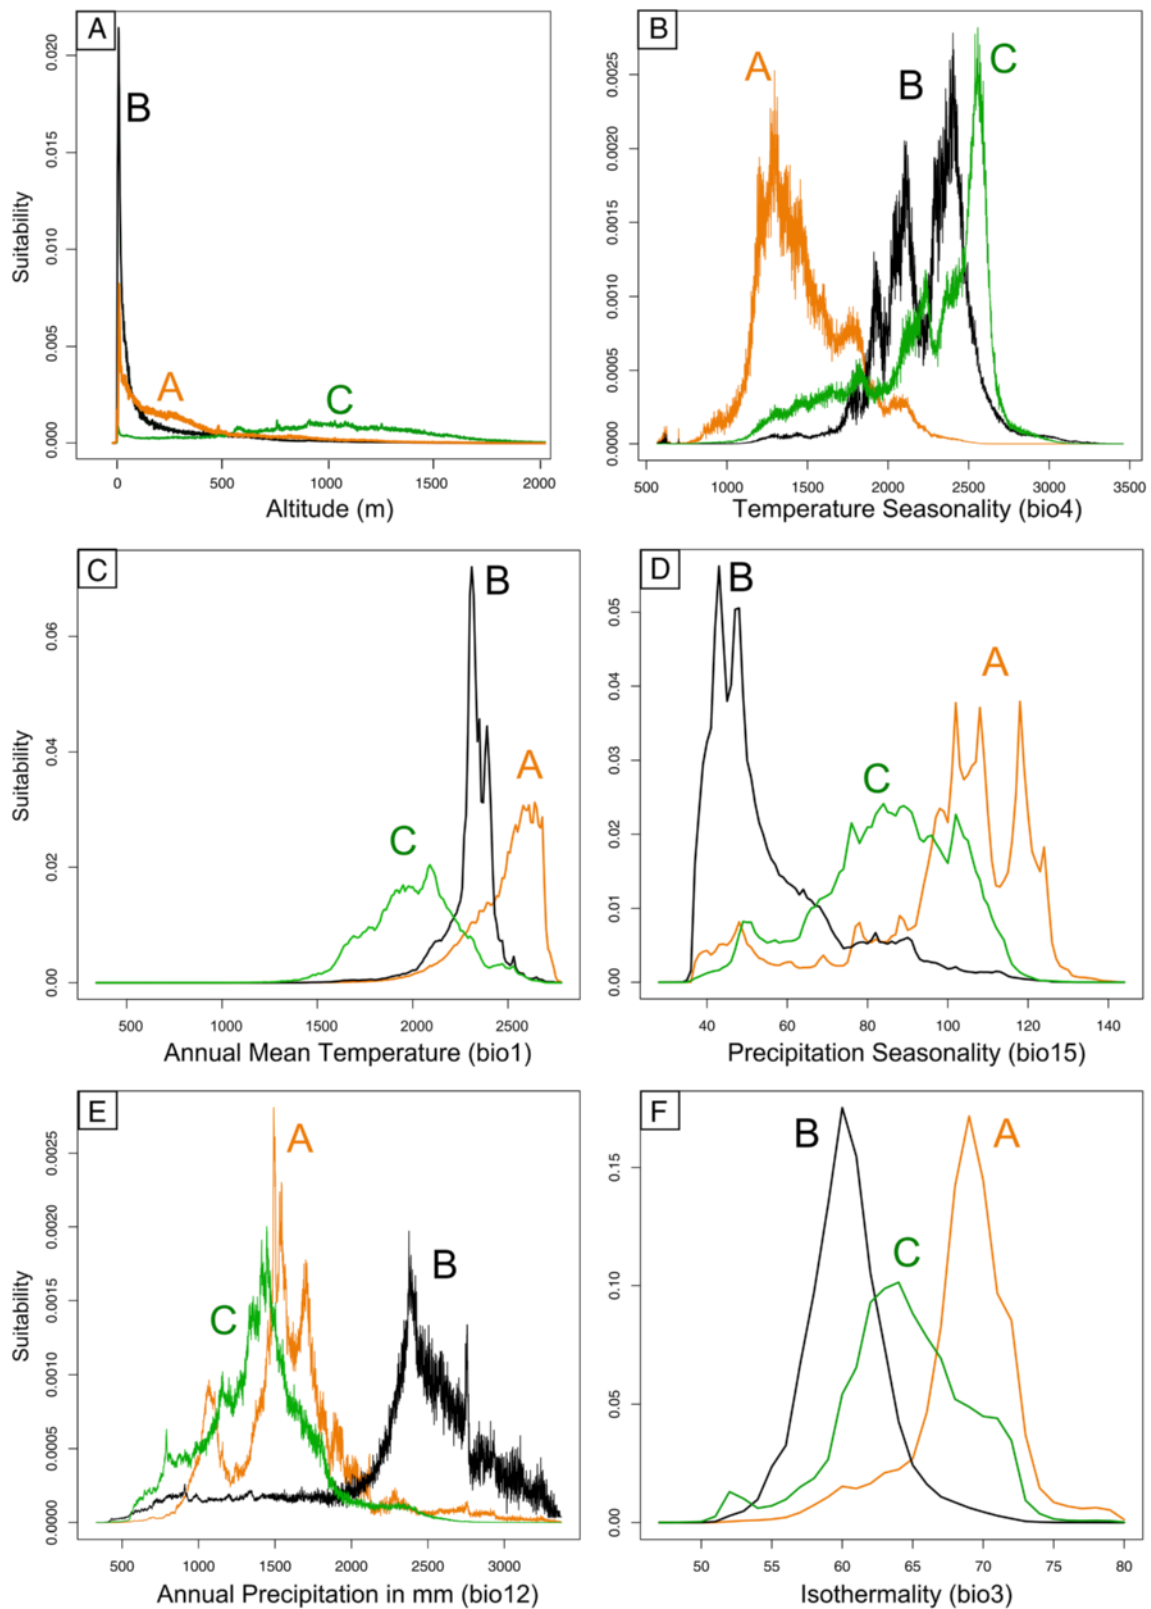 A
B
A
C
Suitability
0.000 0.005 0.010 0.015 0.020
0 500 1000 1500 2000
Altitude (m)
B
A
B
C
0.0000 0.0005 0.0010 0.0015 0.0020 0.0025
500 1000 1500 2000 2500 3000 3500
Temperature Seasonality (bio4)
C
B
A
C
Suitability
0.00 0.02 0.04 0.06
500 1000 1500 2000 2500
Annual Mean Temperature (bio1)
D
B
A
C
0.00 0.01 0.02 0.03 0.04 0.05
40 60 80 100 120 140
Precipitation Seasonality (bio15)
E
A
B
C
Suitability
0.0000 0.0005 0.0010 0.0015 0.0020 0.0025
500 1000 1500 2000 2500 3000
Annual Precipitation in mm (bio12)
F
B
A
C
0.00 0.05 0.10 0.15
50 55 60 65 70 75 80
Isothermality (bio3)